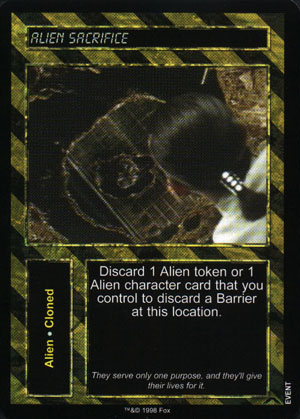 ALIEN SACRIFICE
Alien • Cloned
Discard 1 Alien token or 1
Alien character card that you
control to discard a Barrier
at this location.
They serve only one purpose, and they'll give
their lives for it.
EVENT
™&© 1998 Fox